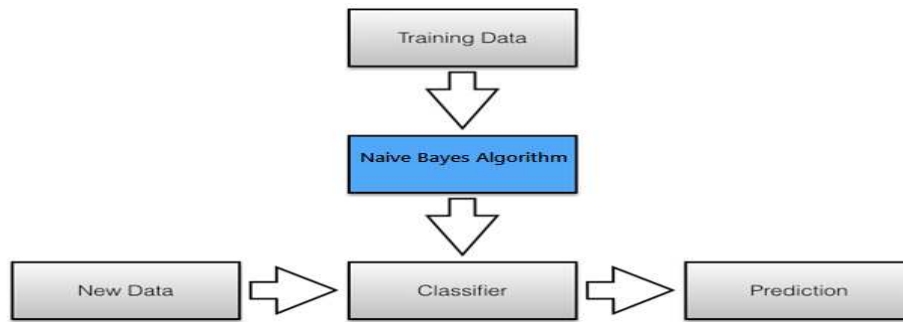 Training Data
Naive Bayes Algorithm
New Data
Classifier
Prediction